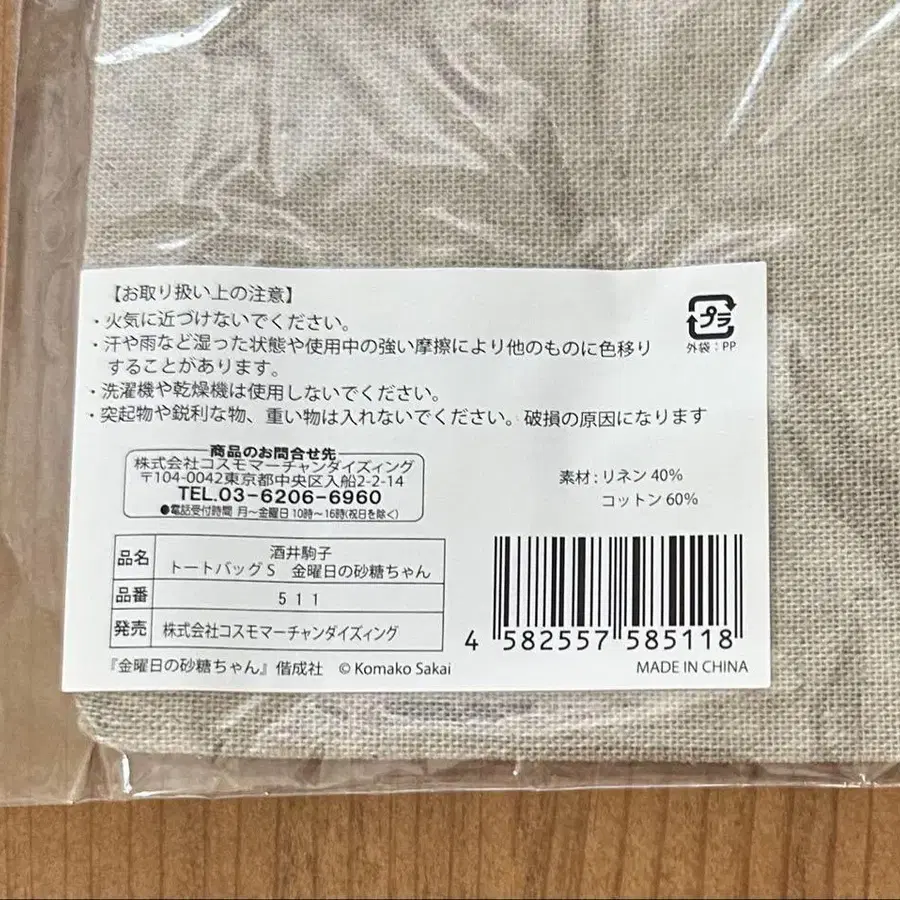 【お取り扱い上の注意】
・火気に近づけないでください。
・汗や雨など湿った状態や使用中の強い摩擦により他のものに色移り
することがあります。
・洗濯機や乾燥機は使用しないでください。
・突起物や鋭利な物、重い物は入れないでください。破損の原因になります
プラ
外袋：PP
商品のお問合せ先
株式会社コスモマーチャンダイズィング
〒104-0042東京都中央区入船2-2-14
TEL.03-6206-6960
●電話受付時間 月～金曜日 10時～16時(祝日を除く)
素材：リネン 40%
コットン 60%
品名 酒井駒子
トートバッグS 金曜日の砂糖ちゃん
品番 511
発売 株式会社コスモマーチャンダイズィング
『金曜日の砂糖ちゃん』偕成社 © Komako Sakai
4 582557 585118
MADE IN CHINA